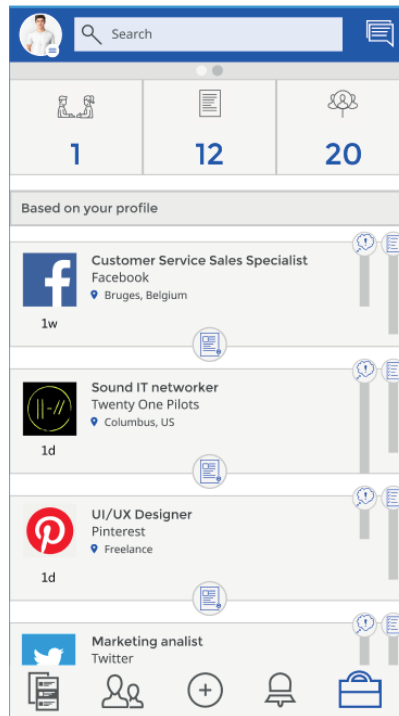 Search
1 12 20
Based on your profile
Customer Service Sales Specialist
Facebook
Bruges, Belgium
1w
Sound IT networker
Twenty One Pilots
Columbus, US
1d
UI/UX Designer
Pinterest
Freelance
1d
Marketing analist
Twitter